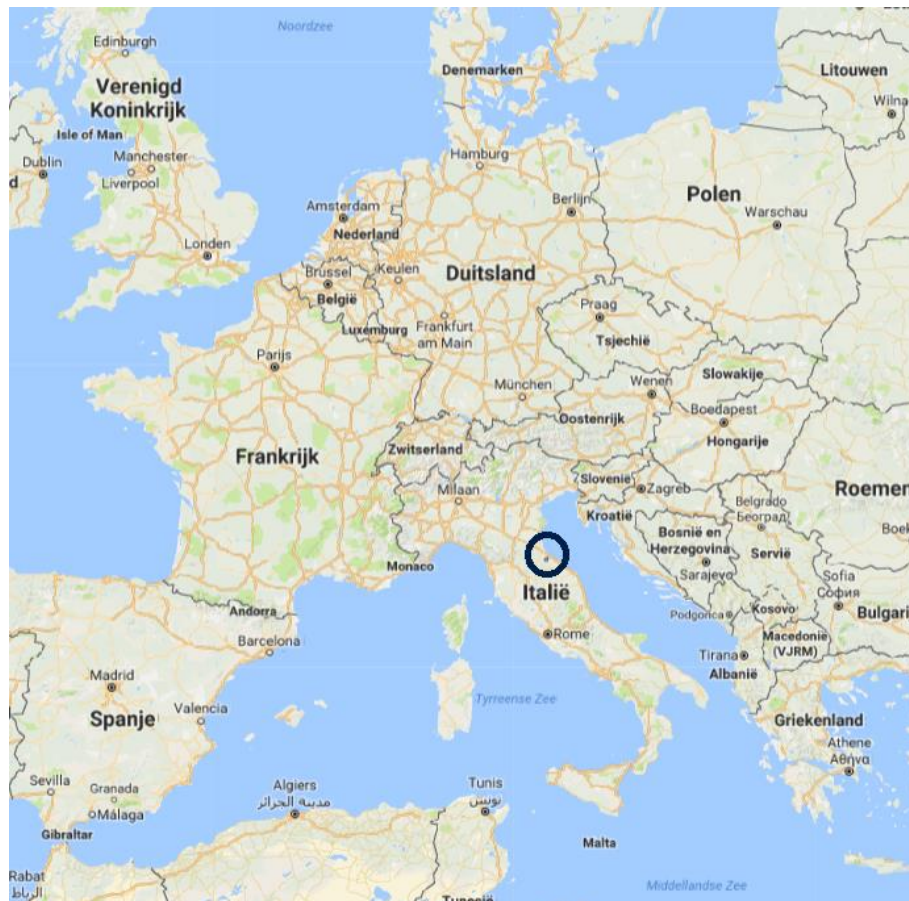 Noordzee
Edinburgh
Denemarken
Litouwen
Verenigd
Koninkrijk
Wilna
Isle of Man
Dublin
Manchester
Hamburg
Liverpool
Polen
Amsterdam
Berlijn
Warschau
Nederland
Londen
Brussel
Keulen
Duitsland
België
Praag
Luxemburg
Frankfurt
am Main
Tsjechië
Parijs
Slowakije
München
Wenen
Oostenrijk
Boedapest
Hongarije
Zwitserland
Frankrijk
Slovenië
Milaan
Zagreb
Roemen
Belgrado
Београд
Kroatië
Bosnië en
Herzegovina
Boek
Servië
Monaco
Sarajevo
Sofia
София
Italië
Andorra
Podgorica
Kosovo
Bulgari
Rome
Macedonië
(VJRM)
Barcelona
Tirana
Albanië
Madrid
Tyrreense Zee
Spanje
Valencia
Griekenland
Athene
Αθήνα
Sevilla
Granada
Algiers
مدينة الجزائر
Tunis
تونس
Málaga
Gibraltar
Malta
Rabat
الرباط
Middellandse Zee